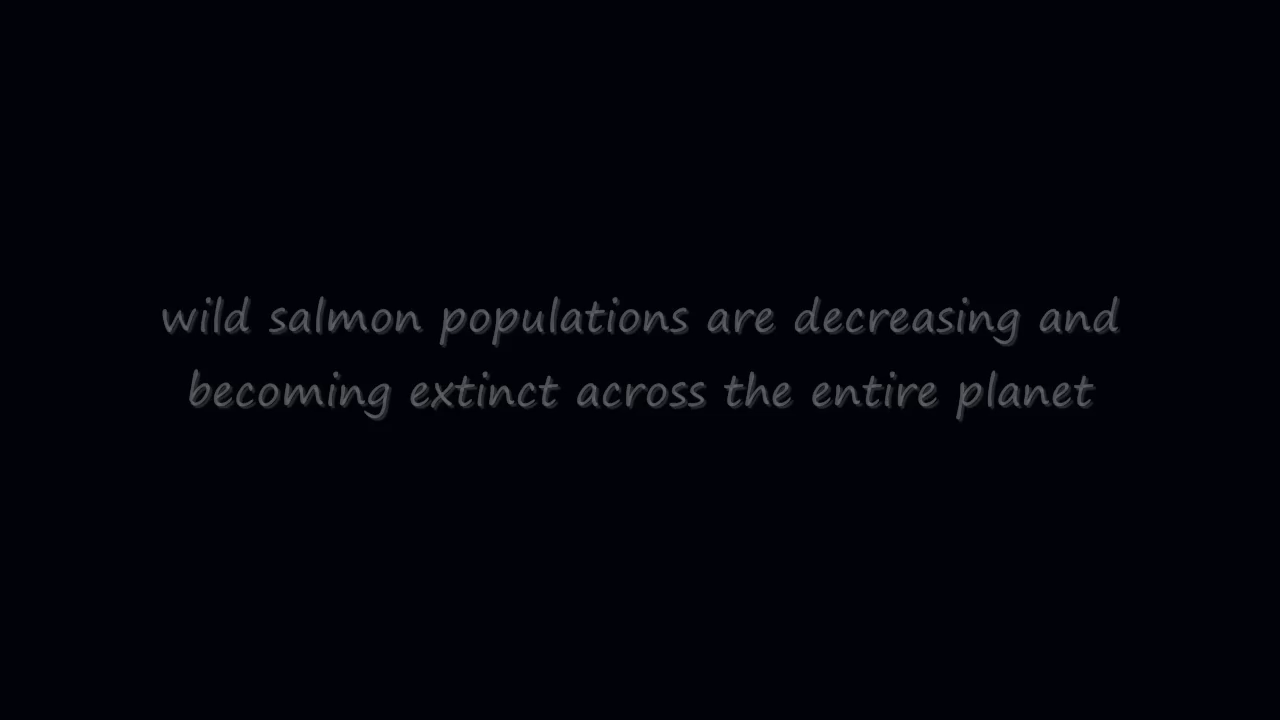 wild salmon populations are decreasing and
becoming extinct across the entire planet